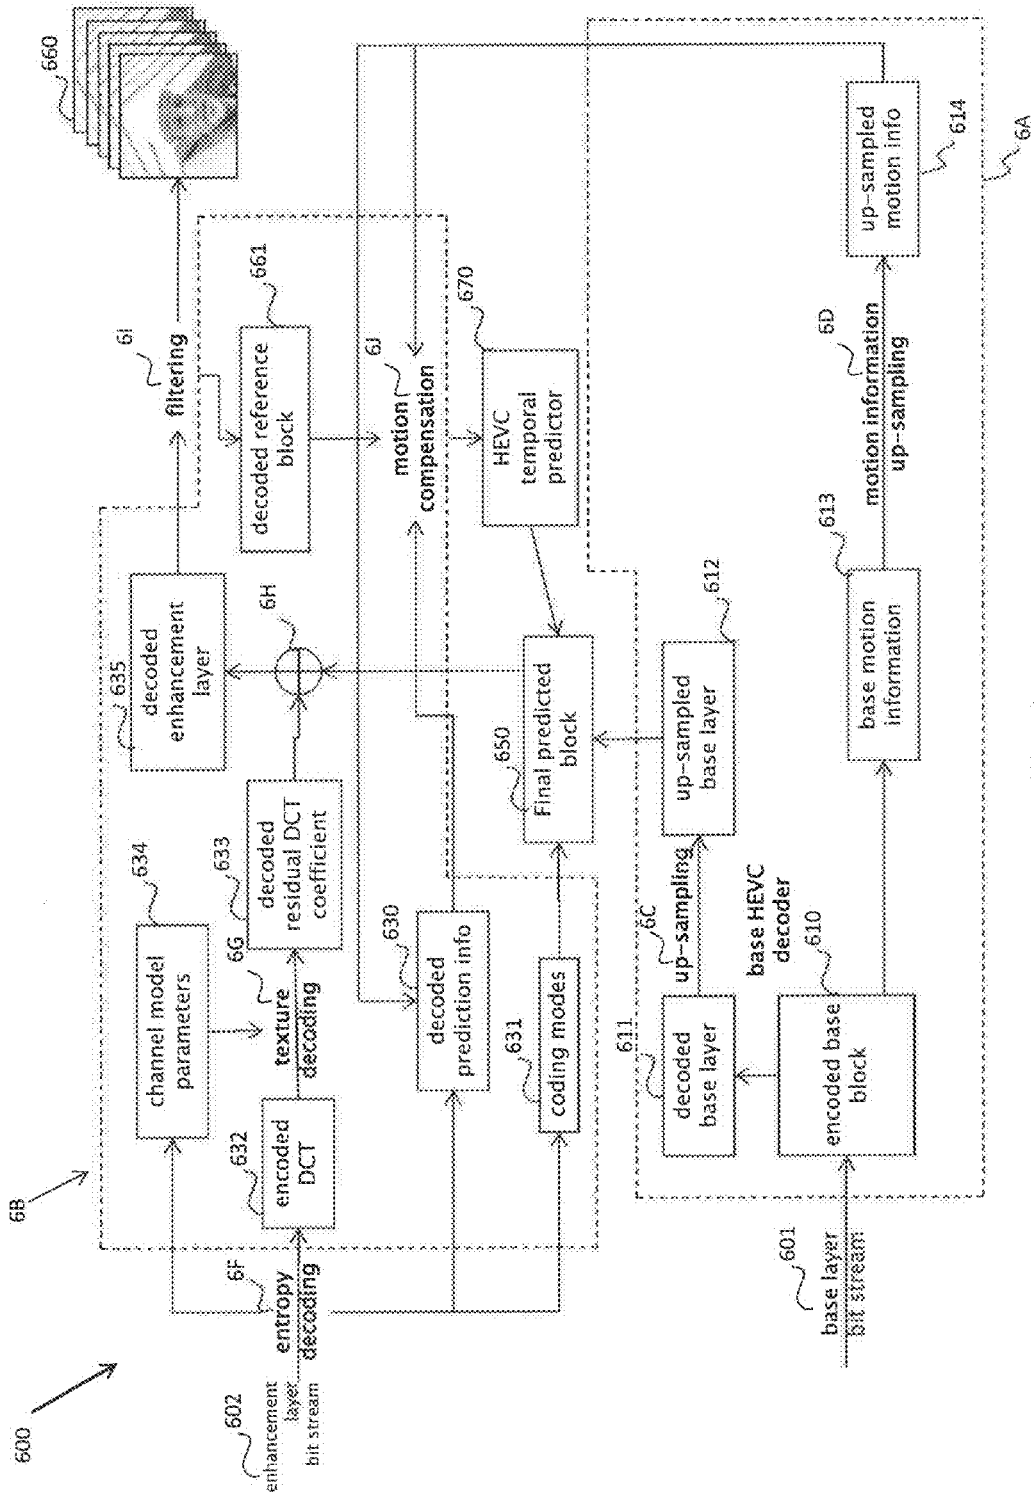 600
602
enhancement
layer
bit stream
6F
entropy
decoding
6B
634
channel model
parameters
632
encoded
DCT
6G
texture
decoding
633
decoded
residual DCT
coefficient
635
decoded
enhancement
layer
6H
6I
filtering
660
661
decoded reference
block
6J
motion
compensation
670
HEVC
temporal
predictor
630
decoded
prediction info
631
coding modes
650
Final predicted
block
601
base layer
bit stream
611
decoded
base layer
6C
up-sampling
612
up-sampled
base layer
base HEVC
decoder
610
encoded base
block
613
base motion
information
6D
motion information
up-sampling
up-sampled
motion info
614
6A